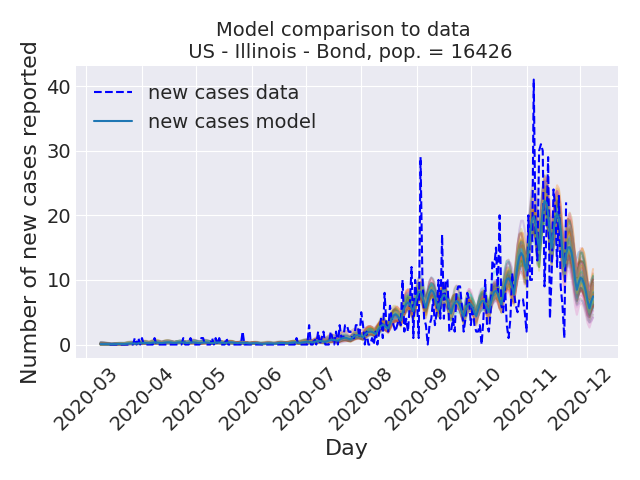 Model comparison to data
US - Illinois - Bond, pop. = 16426
Number of new cases reported
40
30
20
10
0
new cases data
new cases model
2020-03
2020-04
2020-05
2020-06
2020-07
2020-08
2020-09
2020-10
2020-11
2020-12
Day